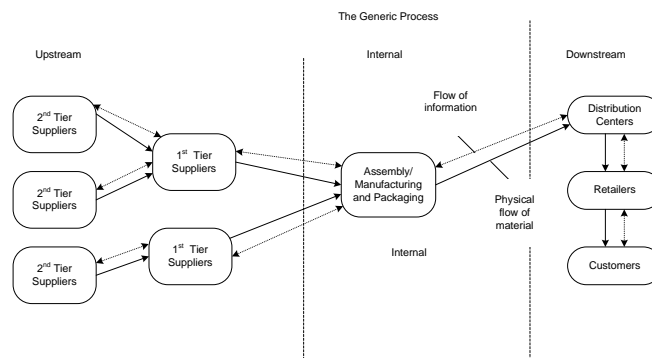 The Generic Process
Upstream
Internal
Downstream
2nd Tier
Suppliers
1st Tier
Suppliers
2nd Tier
Suppliers
2nd Tier
Suppliers
1st Tier
Suppliers
Assembly/
Manufacturing
and Packaging
Flow of
information
Physical
flow of
material
Internal
Distribution
Centers
Retailers
Customers